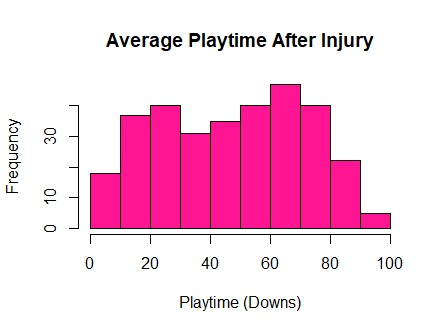 Average Playtime After Injury
Frequency
30
10
0
0 20 40 60 80 100
Playtime (Downs)